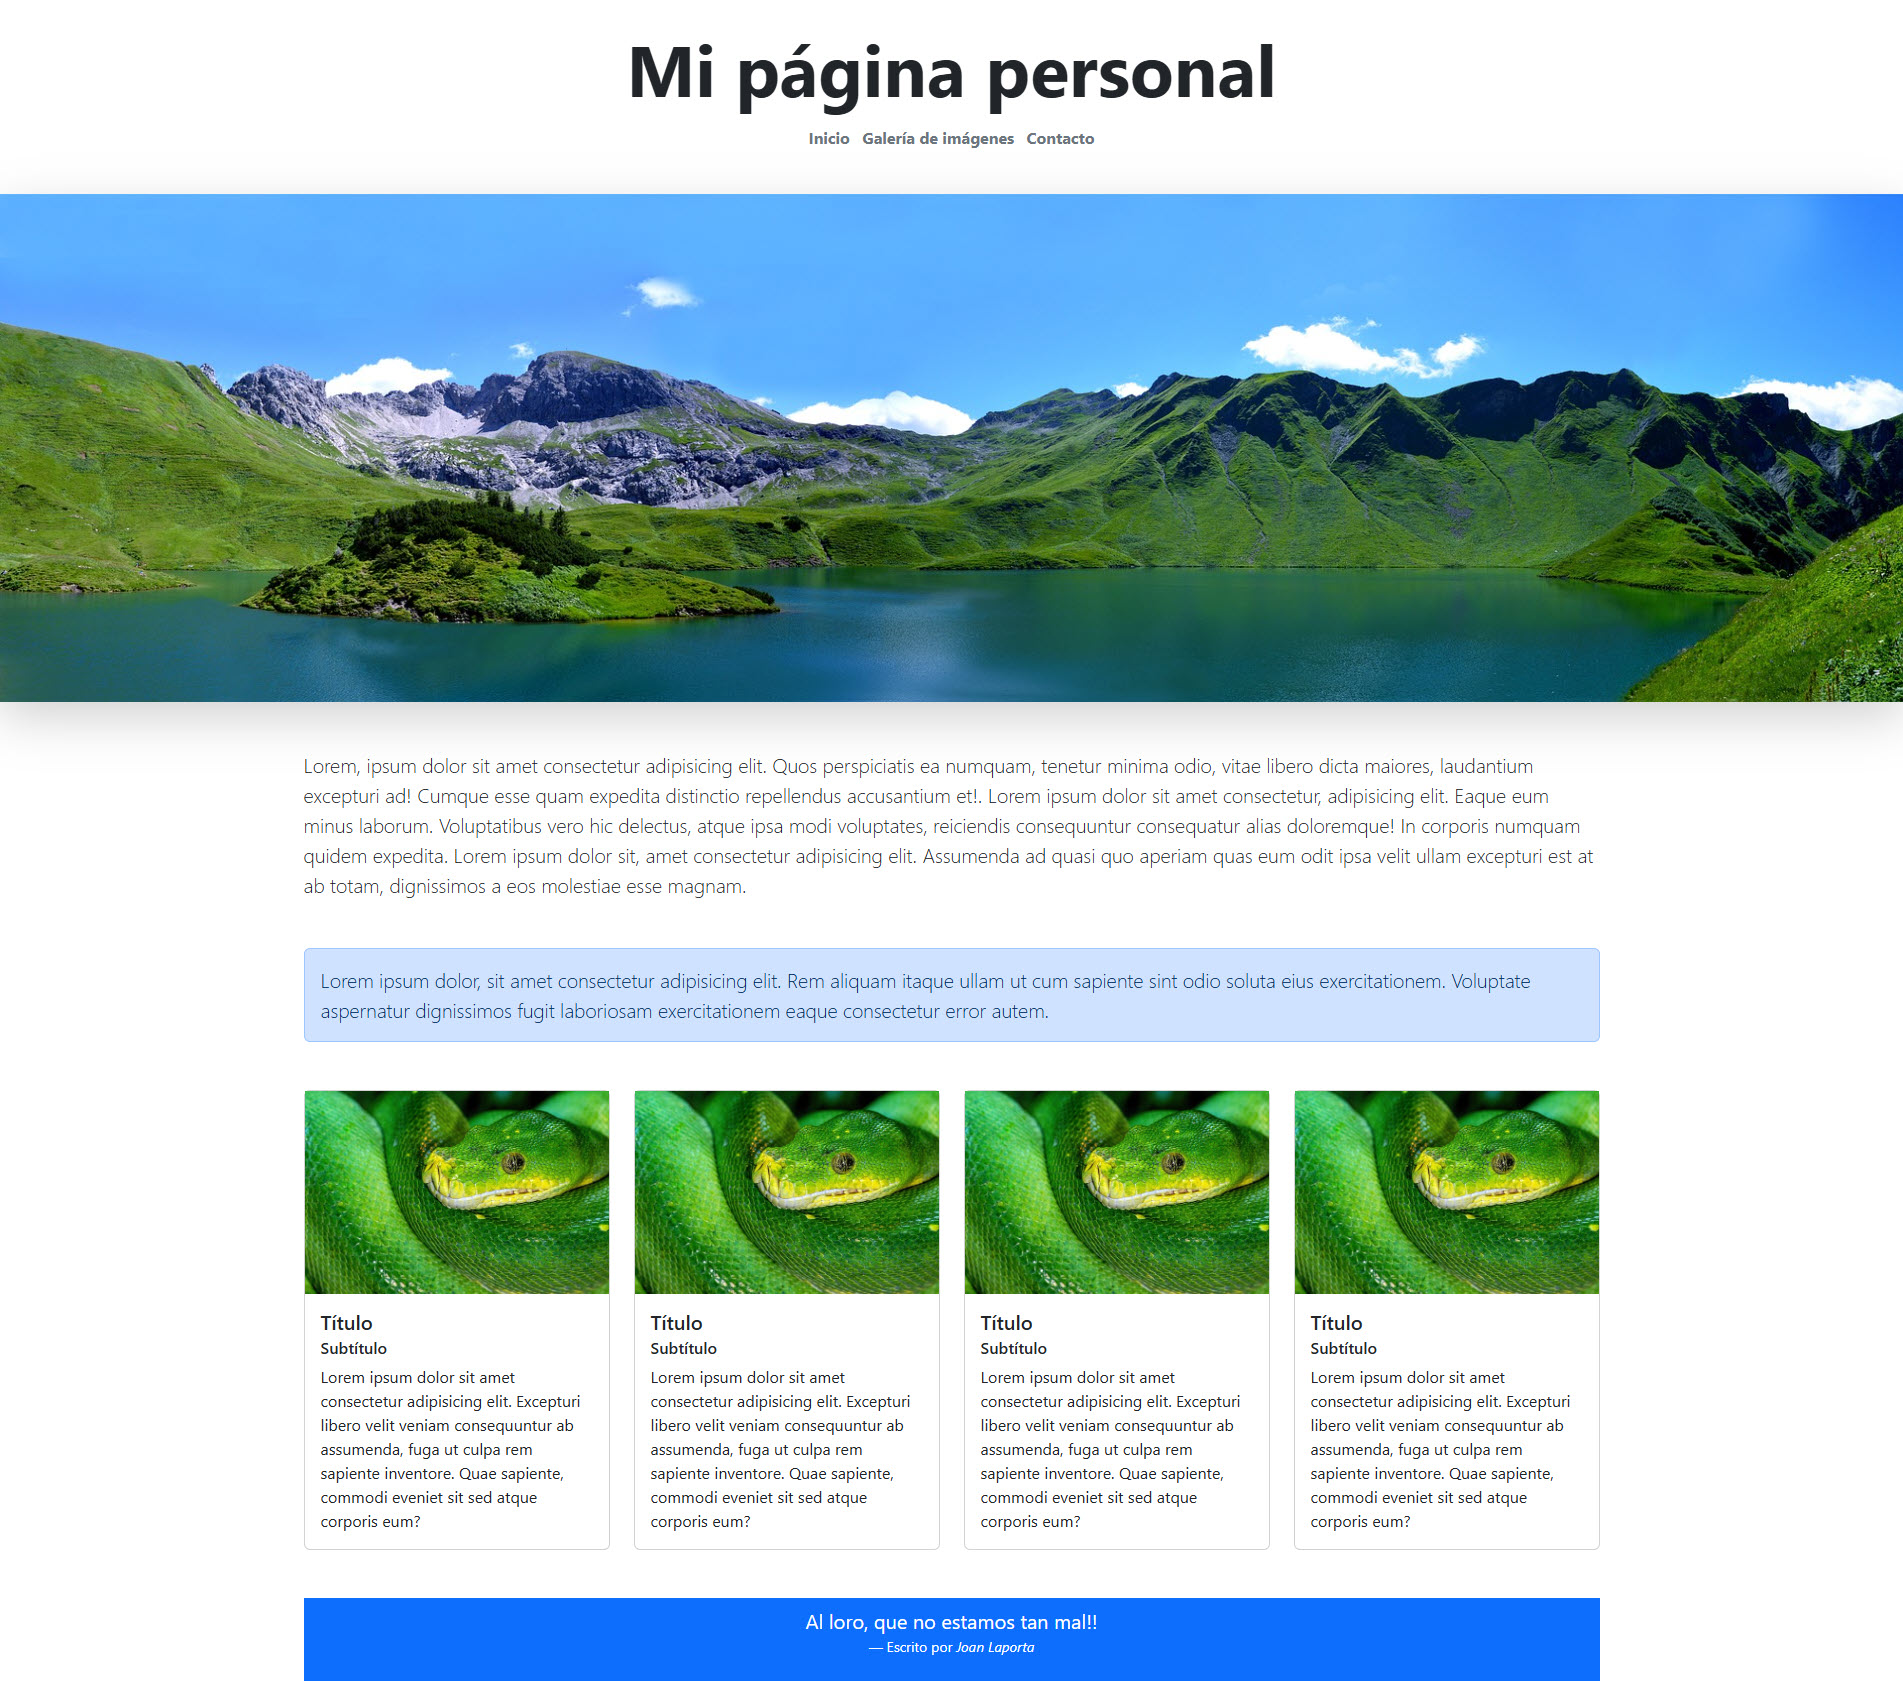 Mi página personal
Inicio Galería de imágenes Contacto
Lorem, ipsum dolor sit amet consectetur adipisicing elit. Quos perspiciatis ea numquam, tenetur minima odio, vitae libero dicta maiores, laudantium
excepturi ad! Cumque esse quam expedita distinctio repellendus accusantium et!. Lorem ipsum dolor sit amet consectetur, adipisicing elit. Eaque eum
minus laborum. Voluptatibus vero hic delectus, atque ipsa modi voluptates, reiciendis consequuntur consequatur alias doloremque! In corporis numquam
quidem expedita. Lorem ipsum dolor sit, amet consectetur adipisicing elit. Assumenda ad quasi quo aperiam quas eum odit ipsa velit ullam excepturi est at
ab totam, dignissimos a eos molestiae esse magnam.
Lorem ipsum dolor, sit amet consectetur adipisicing elit. Rem aliquam itaque ullam ut cum sapiente sint odio soluta eius exercitationem. Voluptate
aspernatur dignissimos fugit laboriosam exercitationem eaque consectetur error autem.
Título
Subtítulo
Lorem ipsum dolor sit amet
consectetur adipisicing elit. Excepturi
libero velit veniam consequuntur ab
assumenda, fuga ut culpa rem
sapiente inventore. Quae sapiente,
commodi eveniet sit sed atque
corporis eum?
Título
Subtítulo
Lorem ipsum dolor sit amet
consectetur adipisicing elit. Excepturi
libero velit veniam consequuntur ab
assumenda, fuga ut culpa rem
sapiente inventore. Quae sapiente,
commodi eveniet sit sed atque
corporis eum?
Título
Subtítulo
Lorem ipsum dolor sit amet
consectetur adipisicing elit. Excepturi
libero velit veniam consequuntur ab
assumenda, fuga ut culpa rem
sapiente inventore. Quae sapiente,
commodi eveniet sit sed atque
corporis eum?
Título
Subtítulo
Lorem ipsum dolor sit amet
consectetur adipisicing elit. Excepturi
libero velit veniam consequuntur ab
assumenda, fuga ut culpa rem
sapiente inventore. Quae sapiente,
commodi eveniet sit sed atque
corporis eum?
Al loro, que no estamos tan mal!!
— Escrito por Joan Laporta